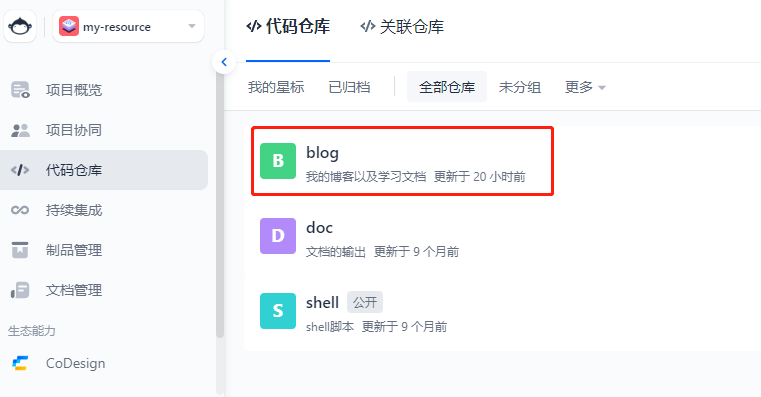 my-resource
项目概览
项目协同
代码仓库
持续集成
制品管理
文档管理
生态能力
CoDesign
代码仓库 关联仓库
我的星标 已归档 全部仓库 未分组 更多
B blog
我的博客以及学习文档 更新于 20 小时前
D doc
文档的输出 更新于 9 个月前
S shell 公开
shell脚本 更新于 9 个月前